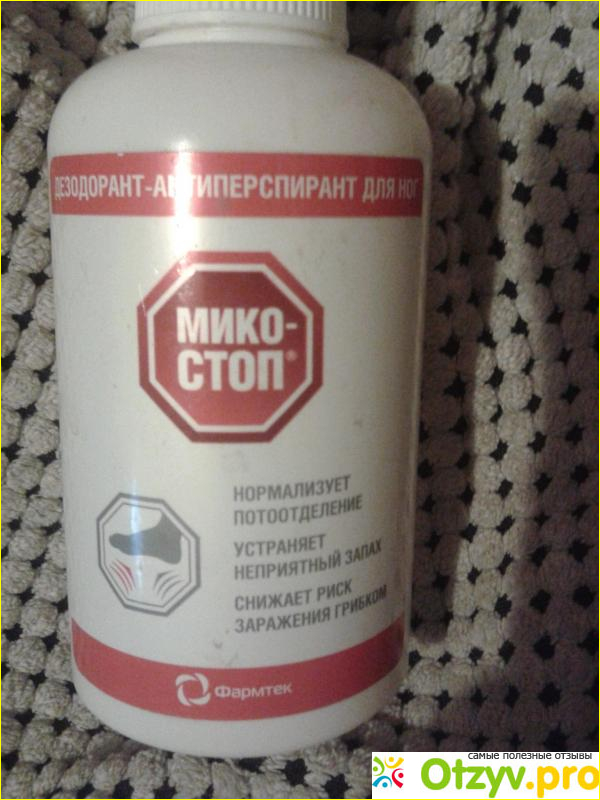 ДЕЗОДОРАНТ-АНТИПЕРСПИРАНТ ДЛЯ НОГ
МИКО-
СТОП®
НОРМАЛИЗУЕТ
ПОТООТДЕЛЕНИЕ
УСТРАНЯЕТ
НЕПРИЯТНЫЙ ЗАПАХ
СНИЖАЕТ РИСК
ЗАРАЖЕНИЯ ГРИБКОМ
Фармтек
самые полезные отзывы
Otzyv.pro